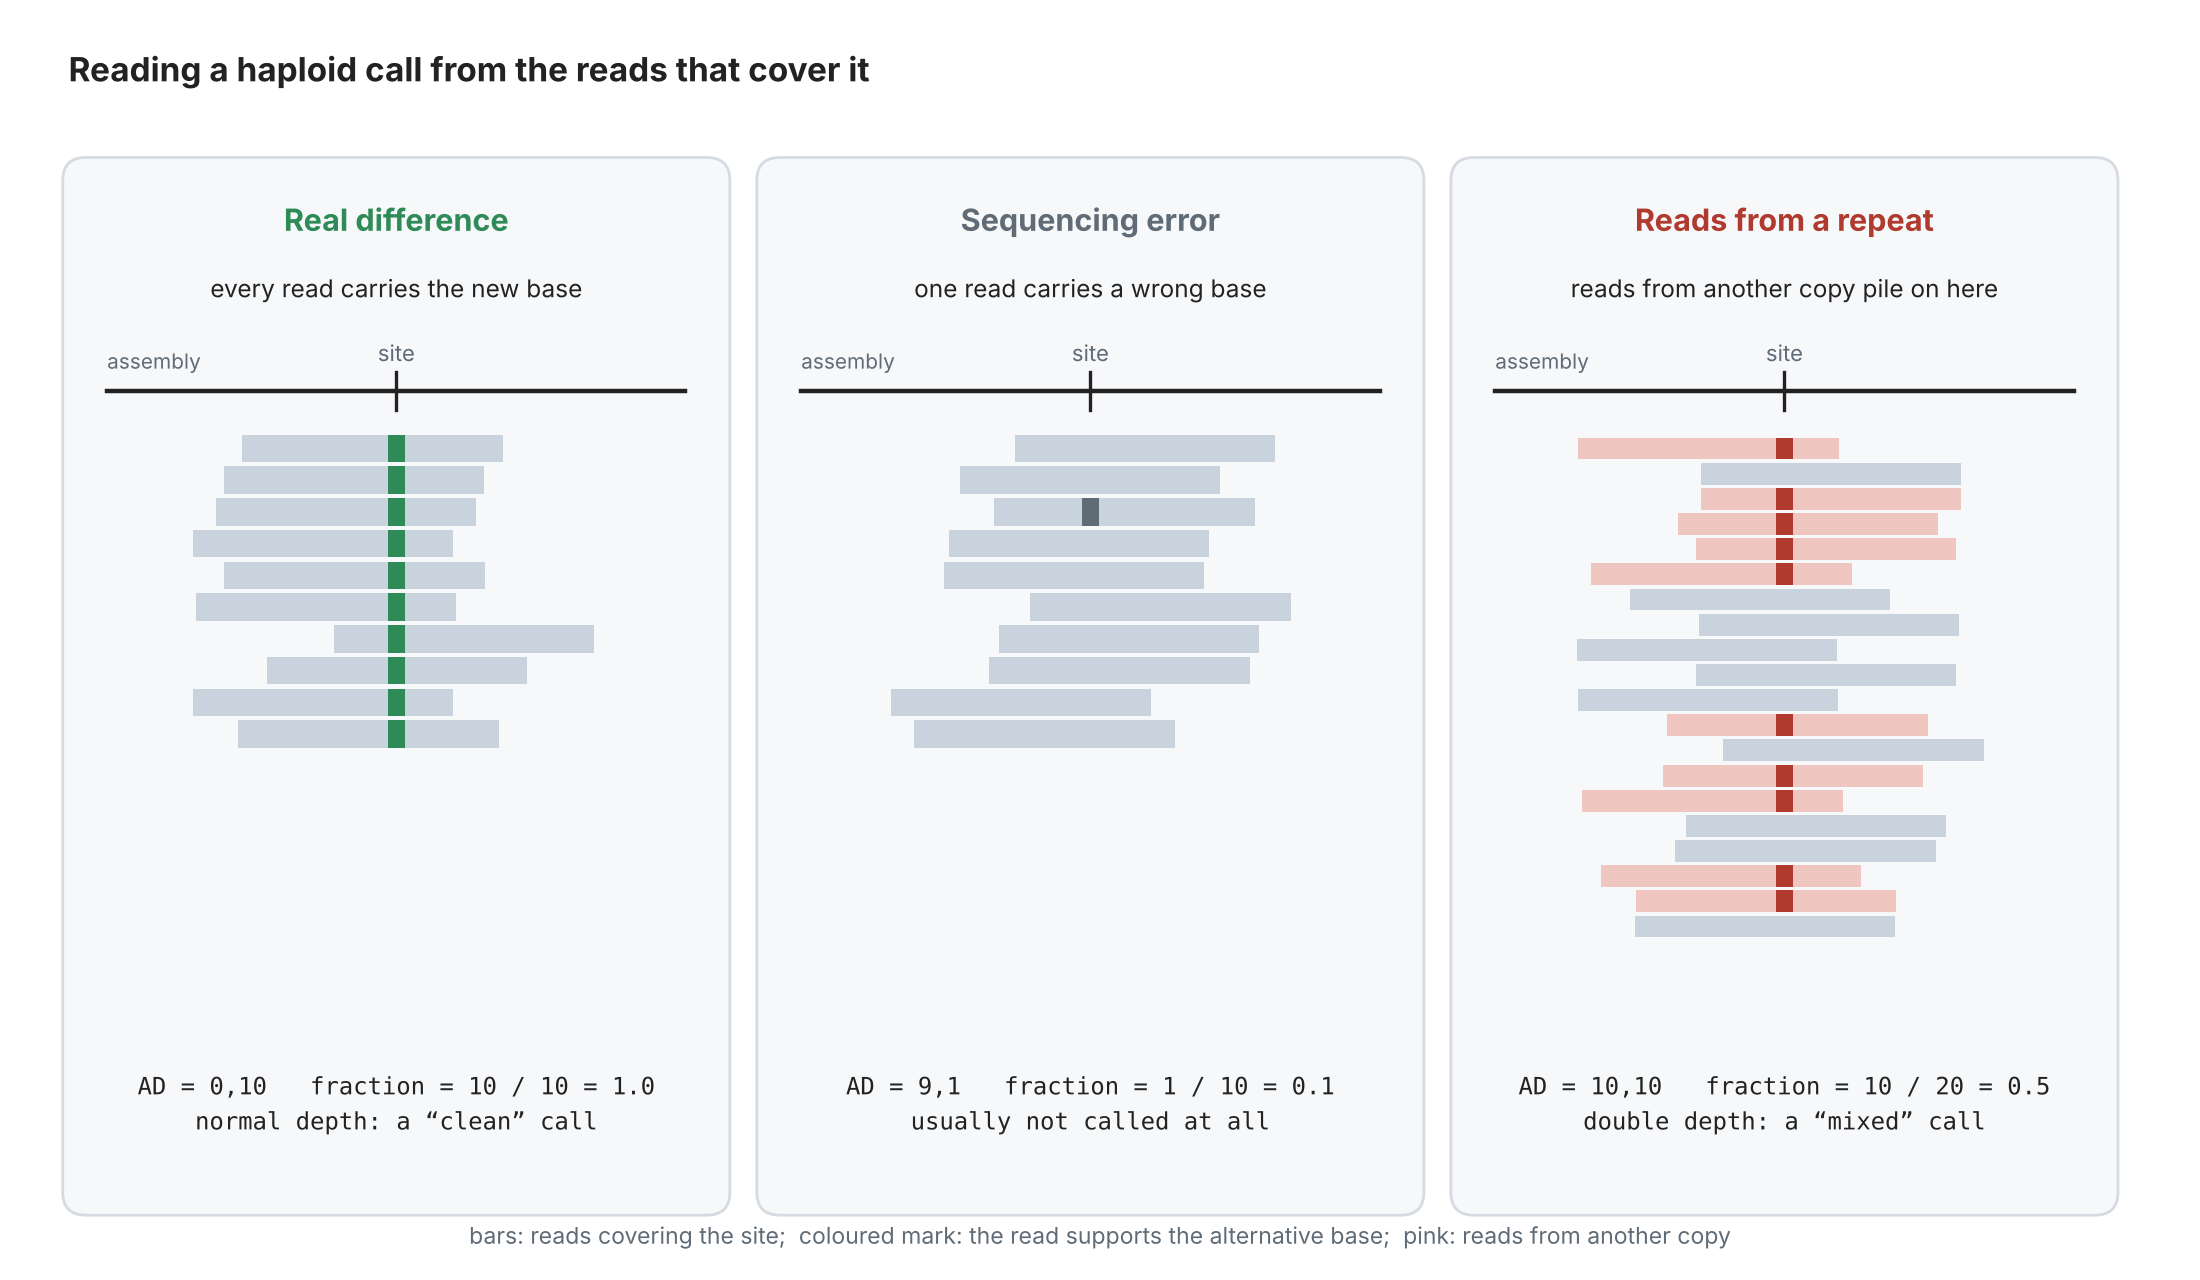 Reading a haploid call from the reads that cover it
Real difference
every read carries the new base
assembly
site
AD = 0,10   fraction = 10 / 10 = 1.0
normal depth: a “clean” call
Sequencing error
one read carries a wrong base
assembly
site
AD = 9,1   fraction = 1 / 10 = 0.1
usually not called at all
Reads from a repeat
reads from another copy pile on here
assembly
site
AD = 10,10   fraction = 10 / 20 = 0.5
double depth: a “mixed” call
bars: reads covering the site;  coloured mark: the read supports the alternative base;  pink: reads from another copy